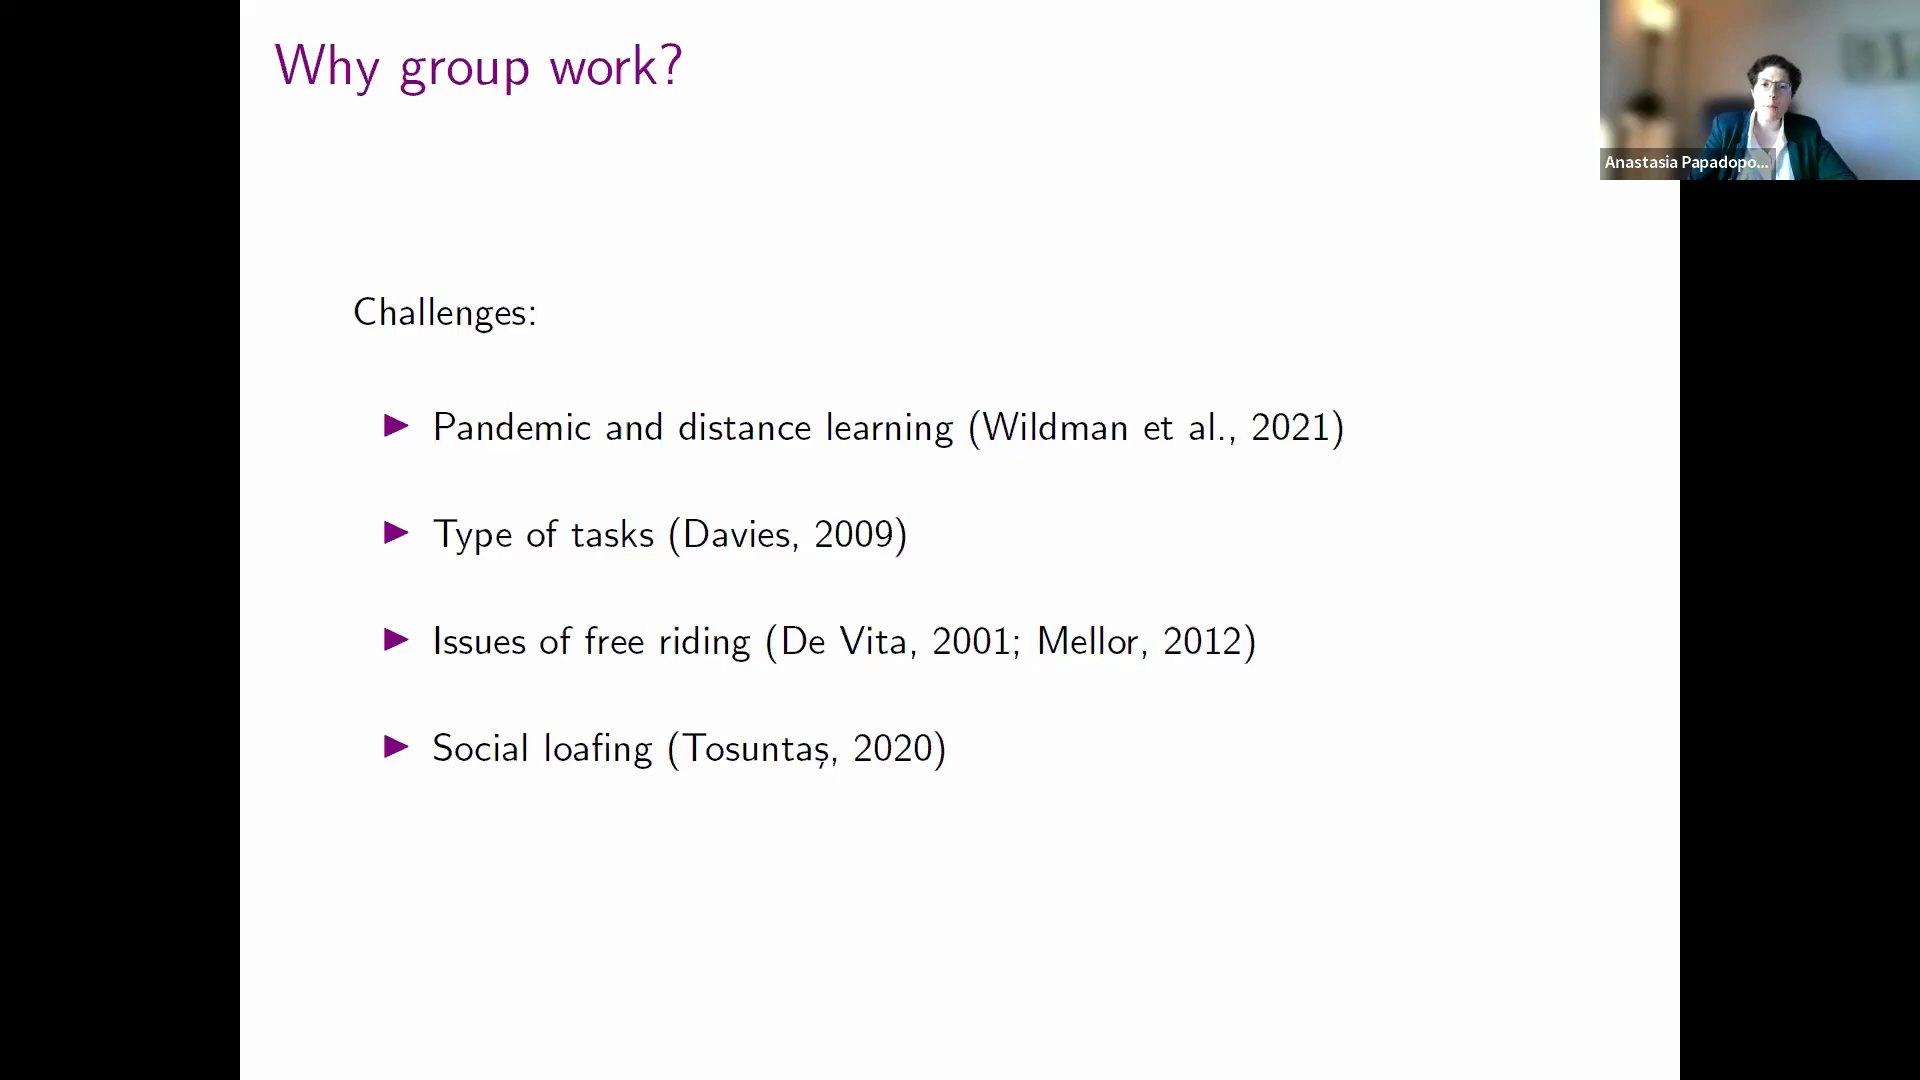 Why group work?
Anastasia Papadopo...
Challenges:
Pandemic and distance learning (Wildman et al., 2021)
Type of tasks (Davies, 2009)
Issues of free riding (De Vita, 2001; Mellor, 2012)
Social loafing (Tosuntaș, 2020)